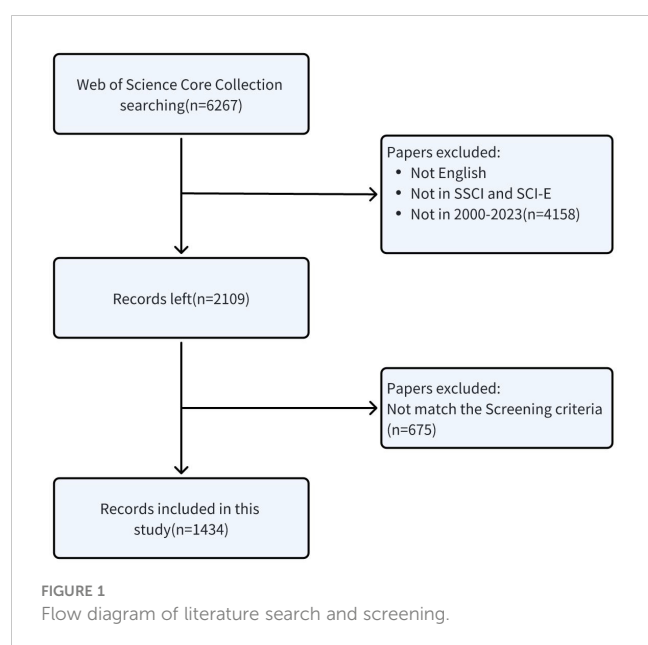 Web of Science Core Collection
searching(n=6267)
Papers excluded:
• Not English
• Not in SSCI and SCI-E
• Not in 2000-2023(n=4158)
Records left(n=2109)
Papers excluded:
Not match the Screening criteria
(n=675)
Records included in this
study(n=1434)
FIGURE 1
Flow diagram of literature search and screening.